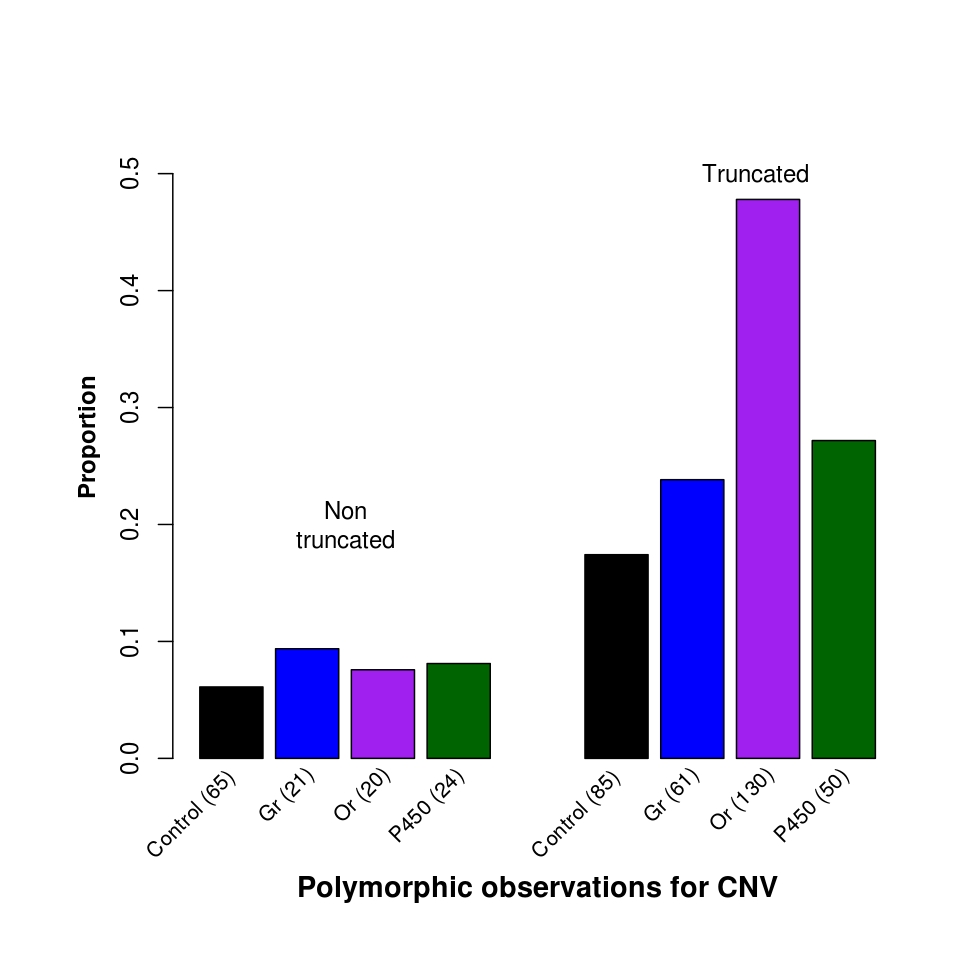 Truncated
Non
truncated
Proportion
0.5
0.4
0.3
0.2
0.1
0.0
Control (65)
Gr (21)
Or (20)
P450 (24)
Control (85)
Gr (61)
Or (130)
P450 (50)
Polymorphic observations for CNV